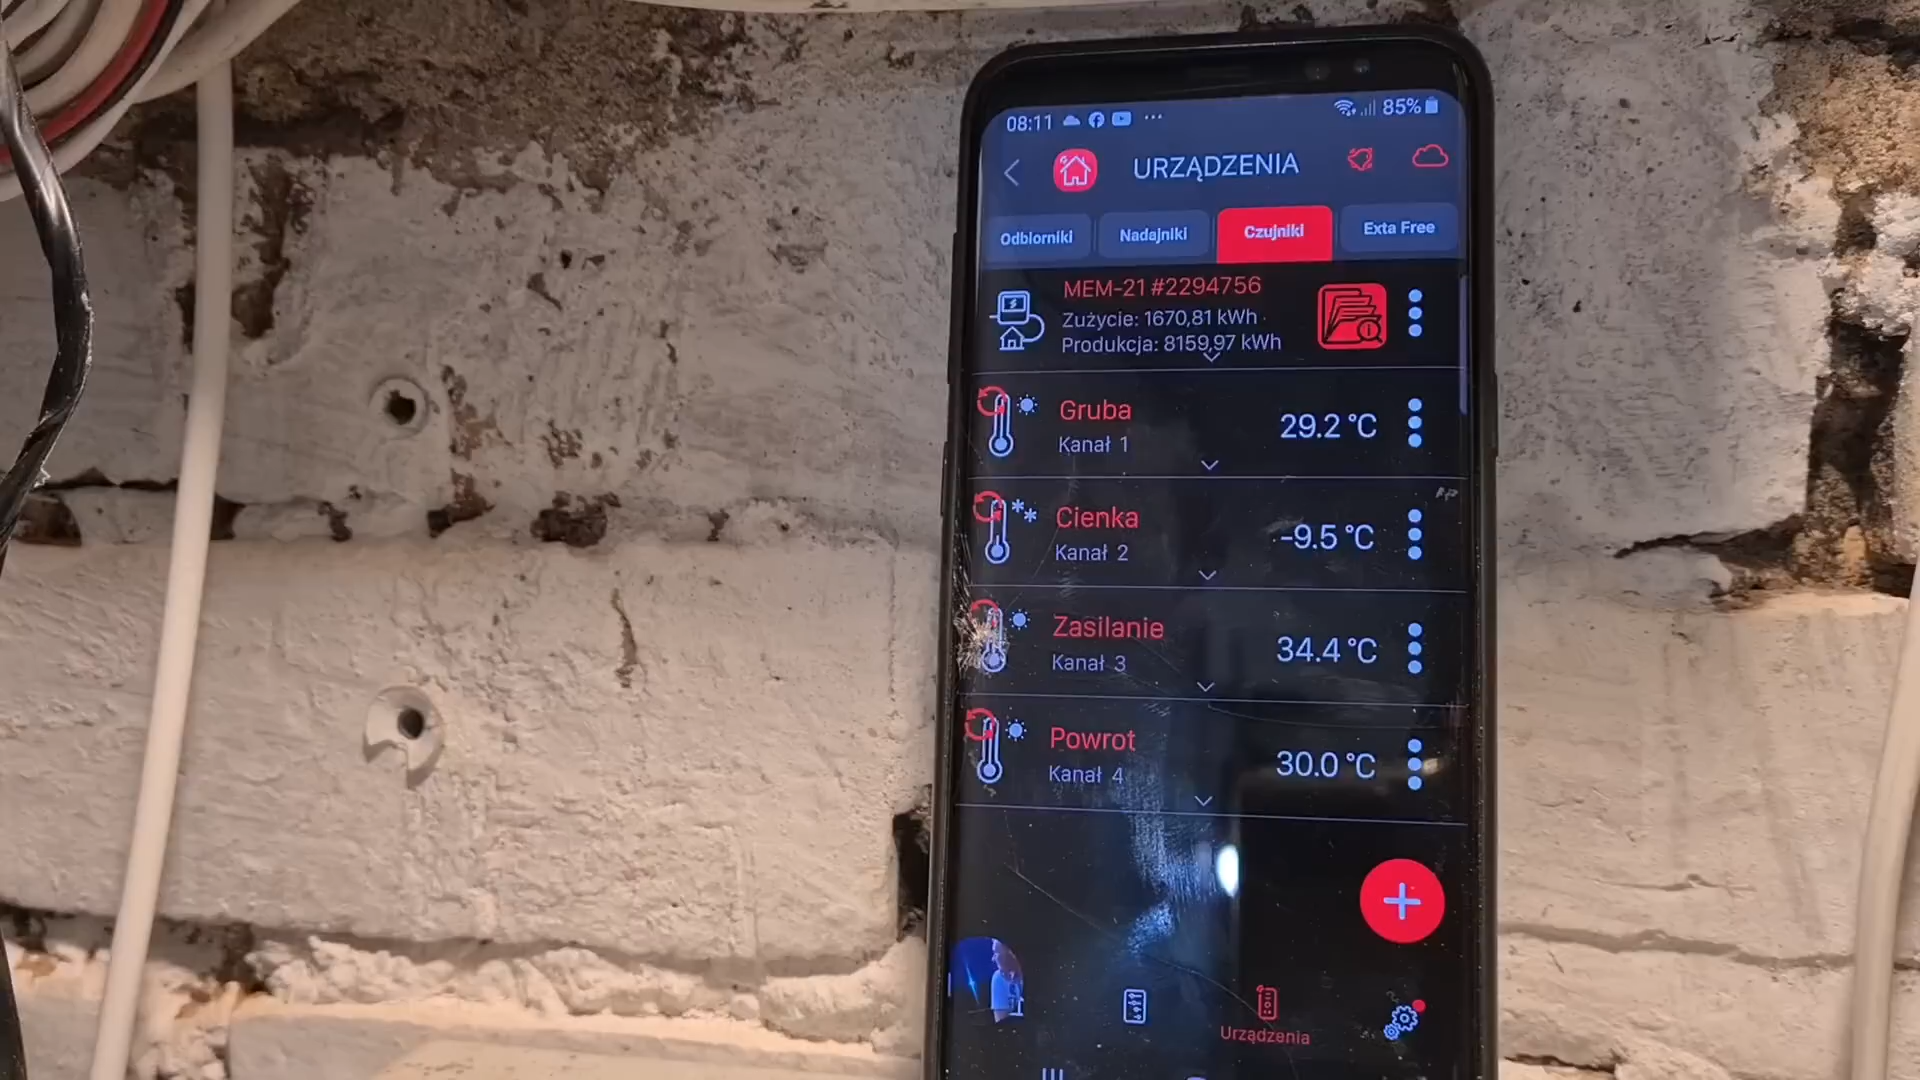 08:11 85%
URZĄDZENIA
Odbiorniki Nadajniki Czujniki Exta Free
MEM-21 #2294756
Zużycie: 1670,81 kWh
Produkcja: 8159,97 kWh
Gruba
Kanał 1
29.2 °C
Cienka
Kanał 2
-9.5 °C
Zasilanie
Kanał 3
34.4 °C
Powrot
Kanał 4
30.0 °C
Urządzenia